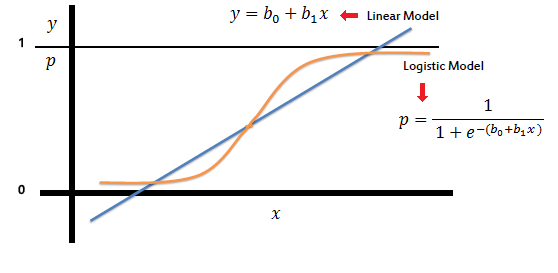 y = b₀ + b₁x
Linear Model
y
1
p
Logistic Model
p = 1 / (1 + e^−(b₀+b₁x))
0
x